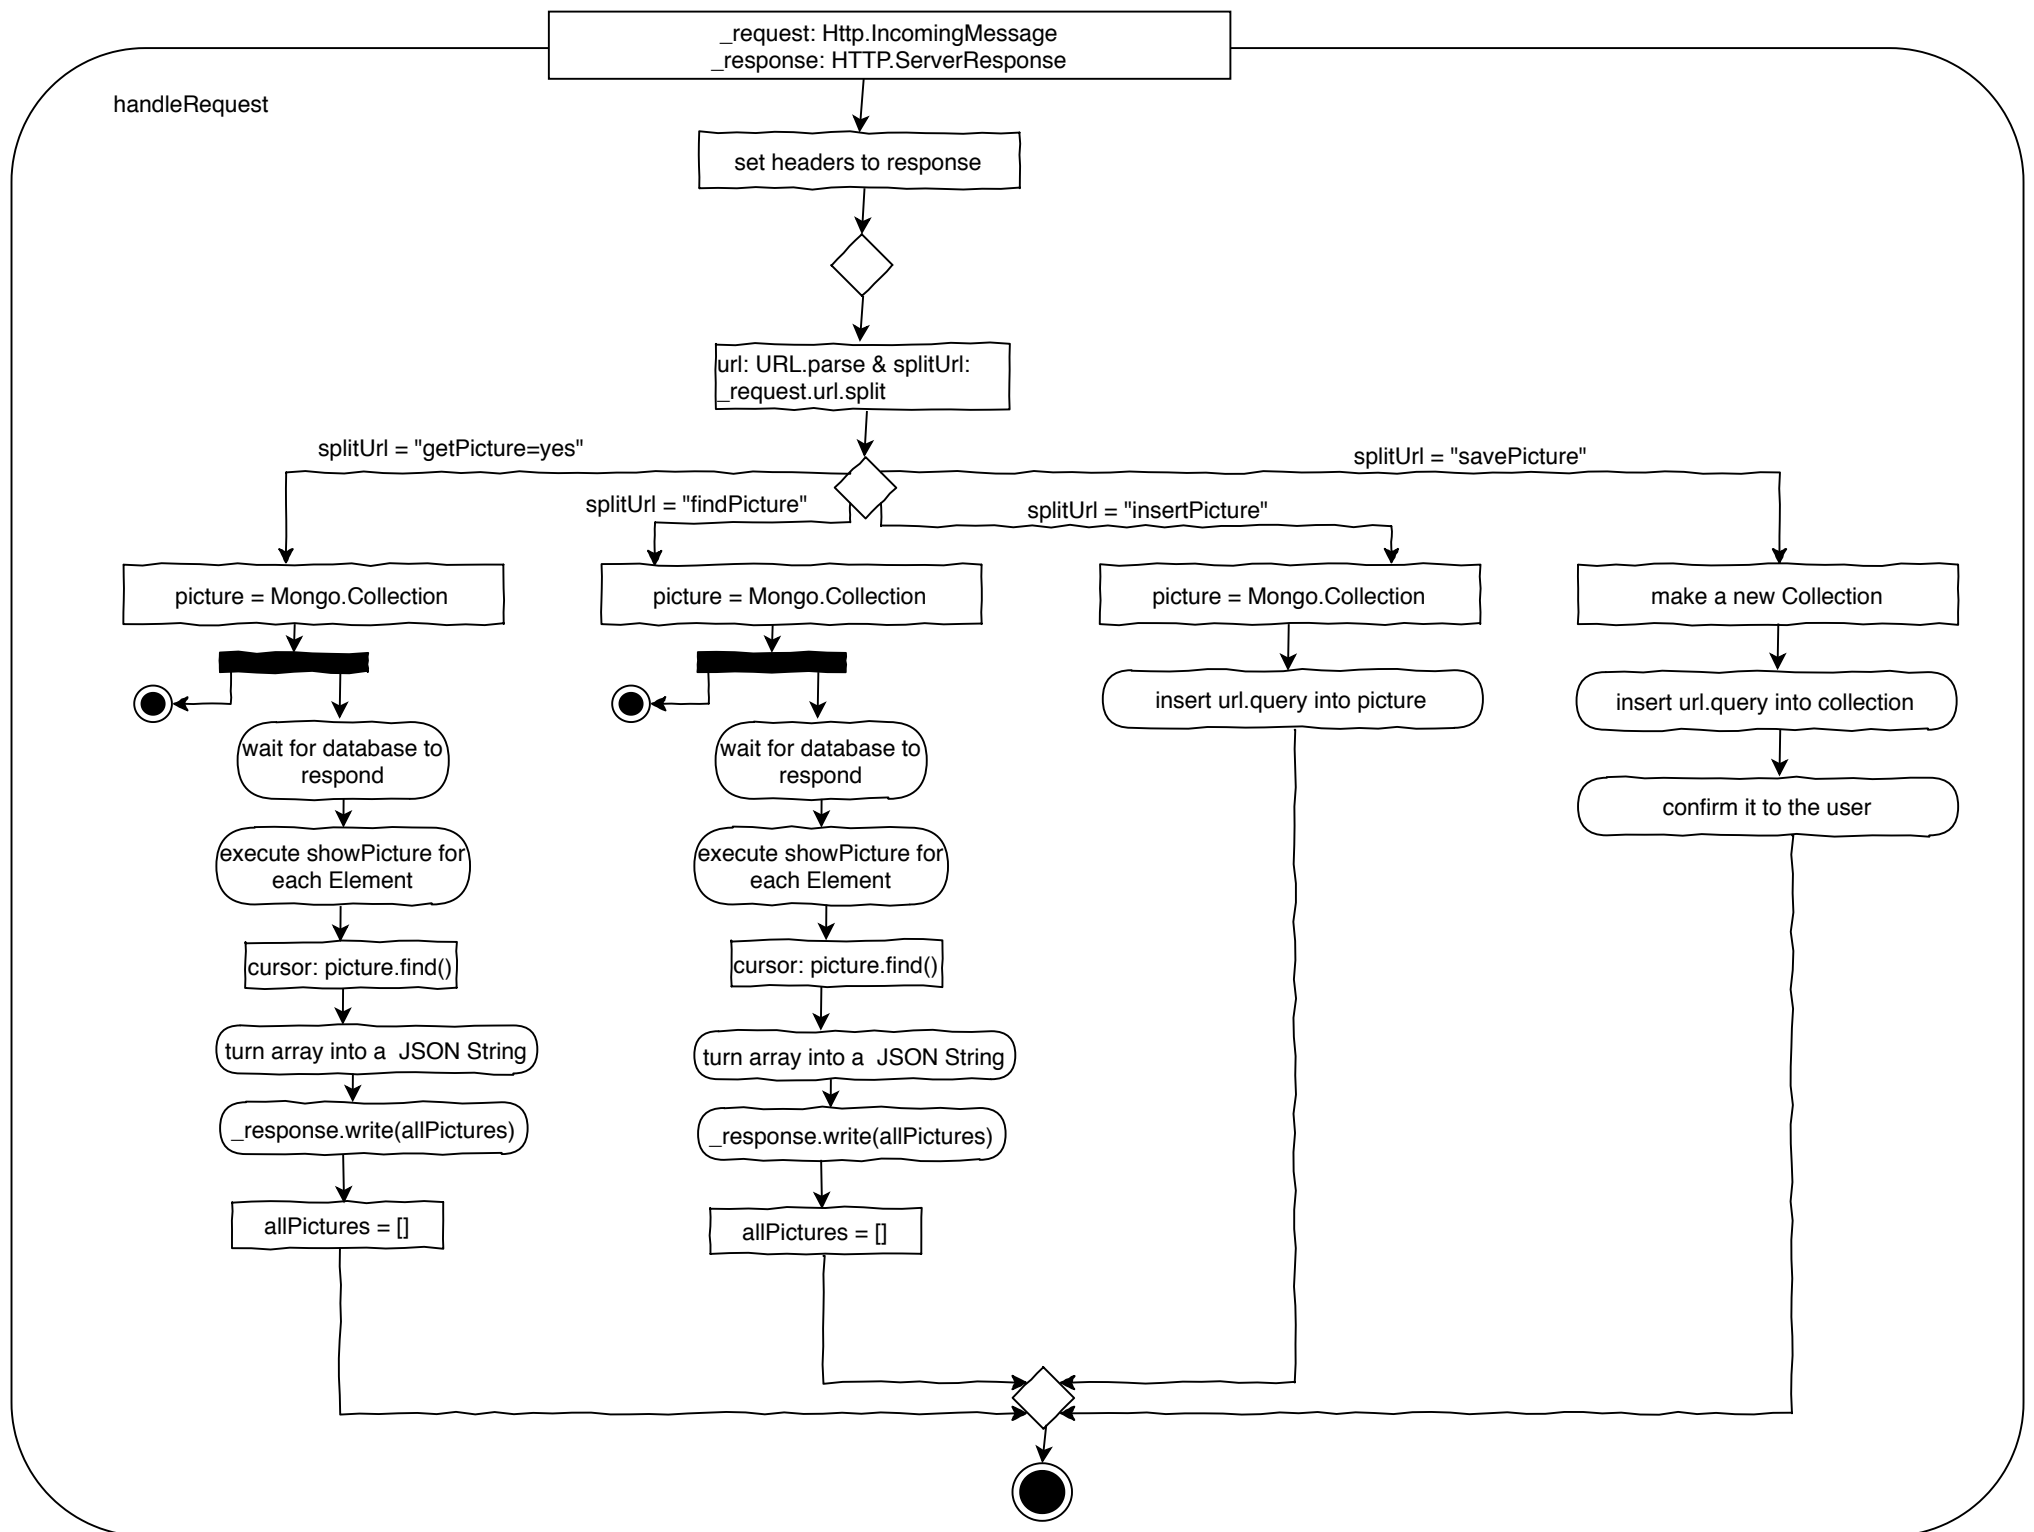 _request: Http.IncomingMessage
_response: HTTP.ServerResponse
handleRequest
set headers to response
url: URL.parse & splitUrl:
_request.url.split
splitUrl = "getPicture=yes"
splitUrl = "savePicture"
splitUrl = "findPicture"
splitUrl = "insertPicture"
picture = Mongo.Collection
picture = Mongo.Collection
picture = Mongo.Collection
make a new Collection
insert url.query into picture
insert url.query into collection
wait for database to
respond
wait for database to
respond
confirm it to the user
execute showPicture for
each Element
execute showPicture for
each Element
cursor: picture.find()
cursor: picture.find()
turn array into a  JSON String
turn array into a  JSON String
_response.write(allPictures)
_response.write(allPictures)
allPictures = []
allPictures = []